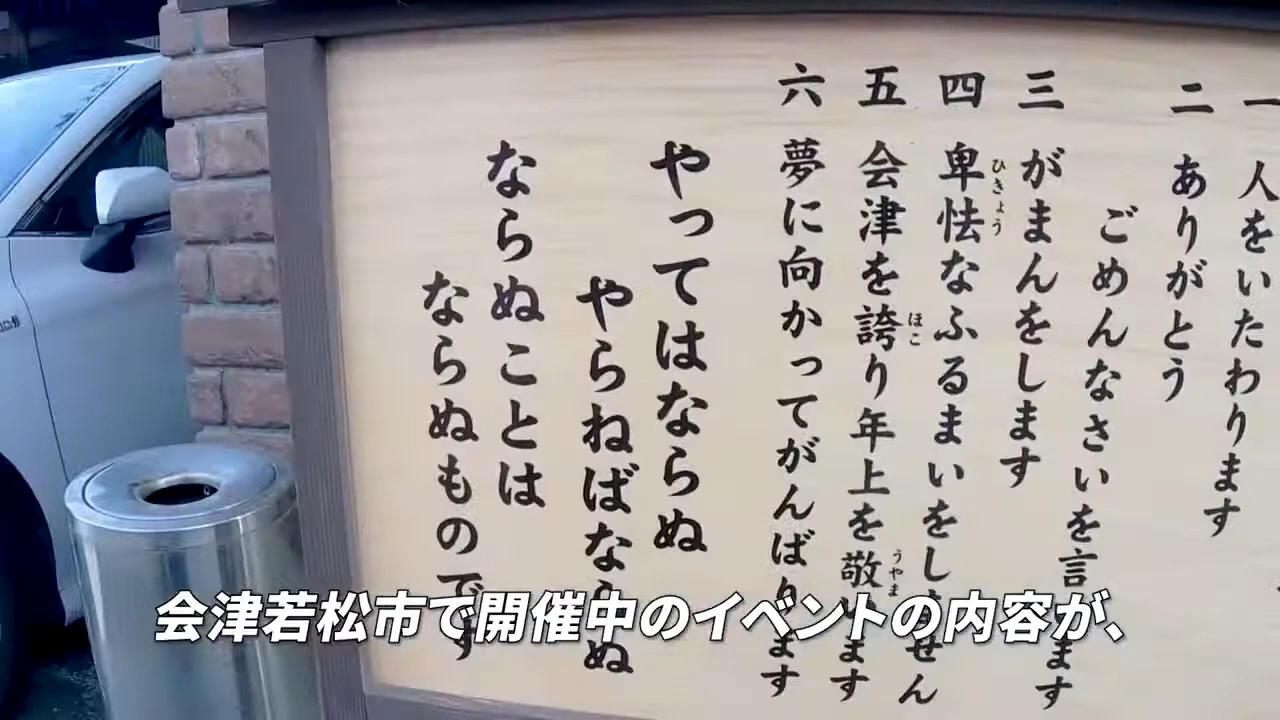 一 人をいたわります
二 ありがとう
ごめんなさいを言います
三 がまんをします
四 卑怯なふるまいをしません
ひきょう
五 会津を誇り年上を敬います
ほこ
うやま
六 夢に向かってがんばります
やってはならぬ
やらねばならぬ
ならぬことは
ならぬものです
会津若松市で開催中のイベントの内容が、